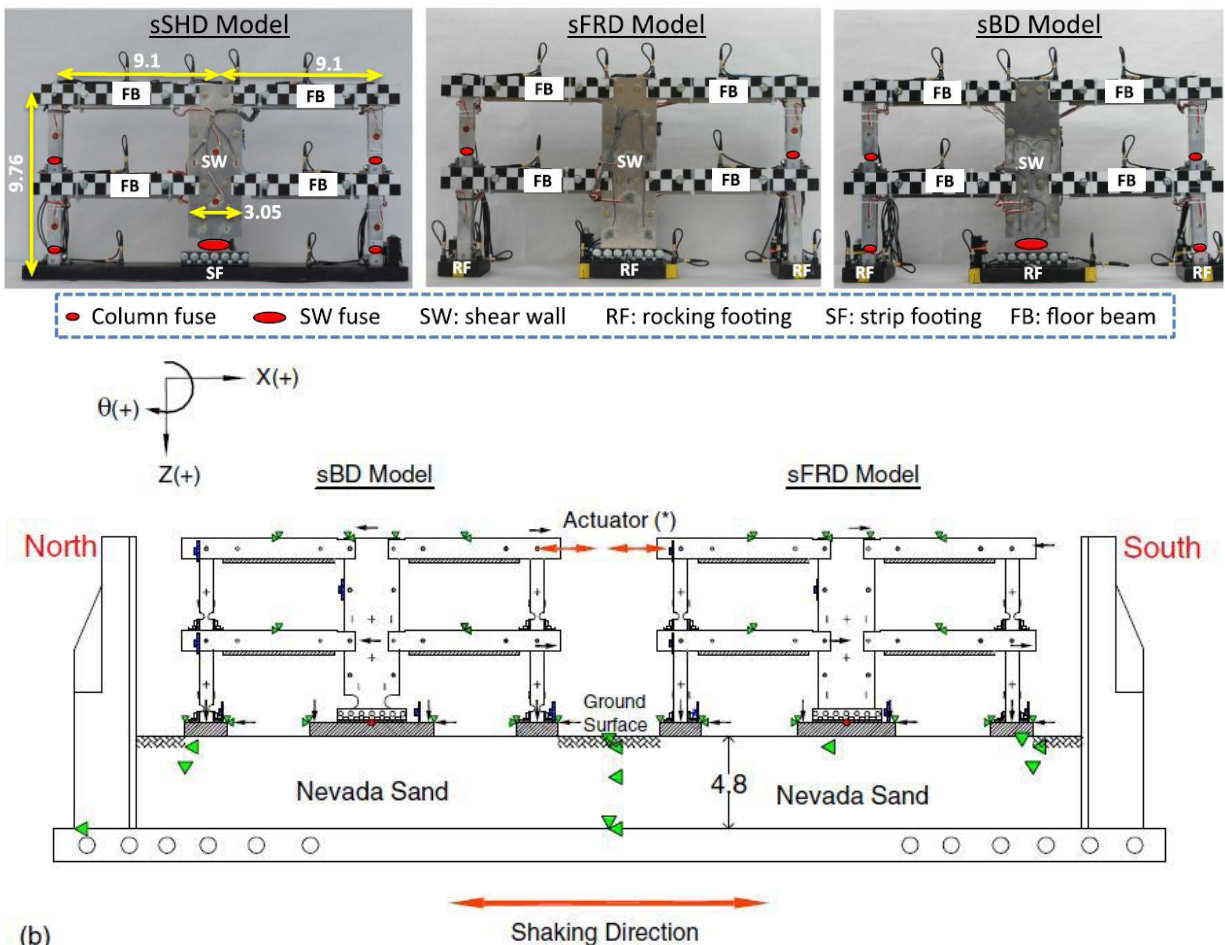 sSHD Model
sFRD Model
sBD Model
9.1 9.1
FB FB
FB FB
FB FB
9.76
SW
SW
SW
FB FB
FB FB
FB FB
3.05
SF
RF RF RF
RF RF RF
Column fuse SW fuse SW: shear wall RF: rocking footing SF: strip footing FB: floor beam
X(+)
θ(+)
Z(+)
sBD Model
sFRD Model
Actuator (*)
North
South
Ground
Surface
4.8
Nevada Sand
Nevada Sand
Shaking Direction
(b)